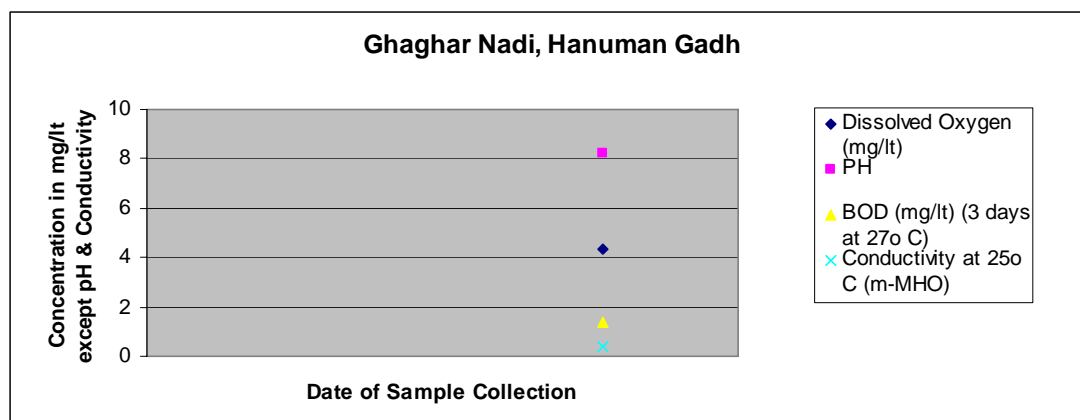 Ghaghar Nadi, Hanuman Gadh
Concentration in mg/lt
except pH & Conductivity
10
8
6
4
2
0
Date of Sample Collection
Dissolved Oxygen
(mg/lt)
PH
BOD (mg/lt) (3 days
at 27o C)
Conductivity at 25o
C (m-MHO)